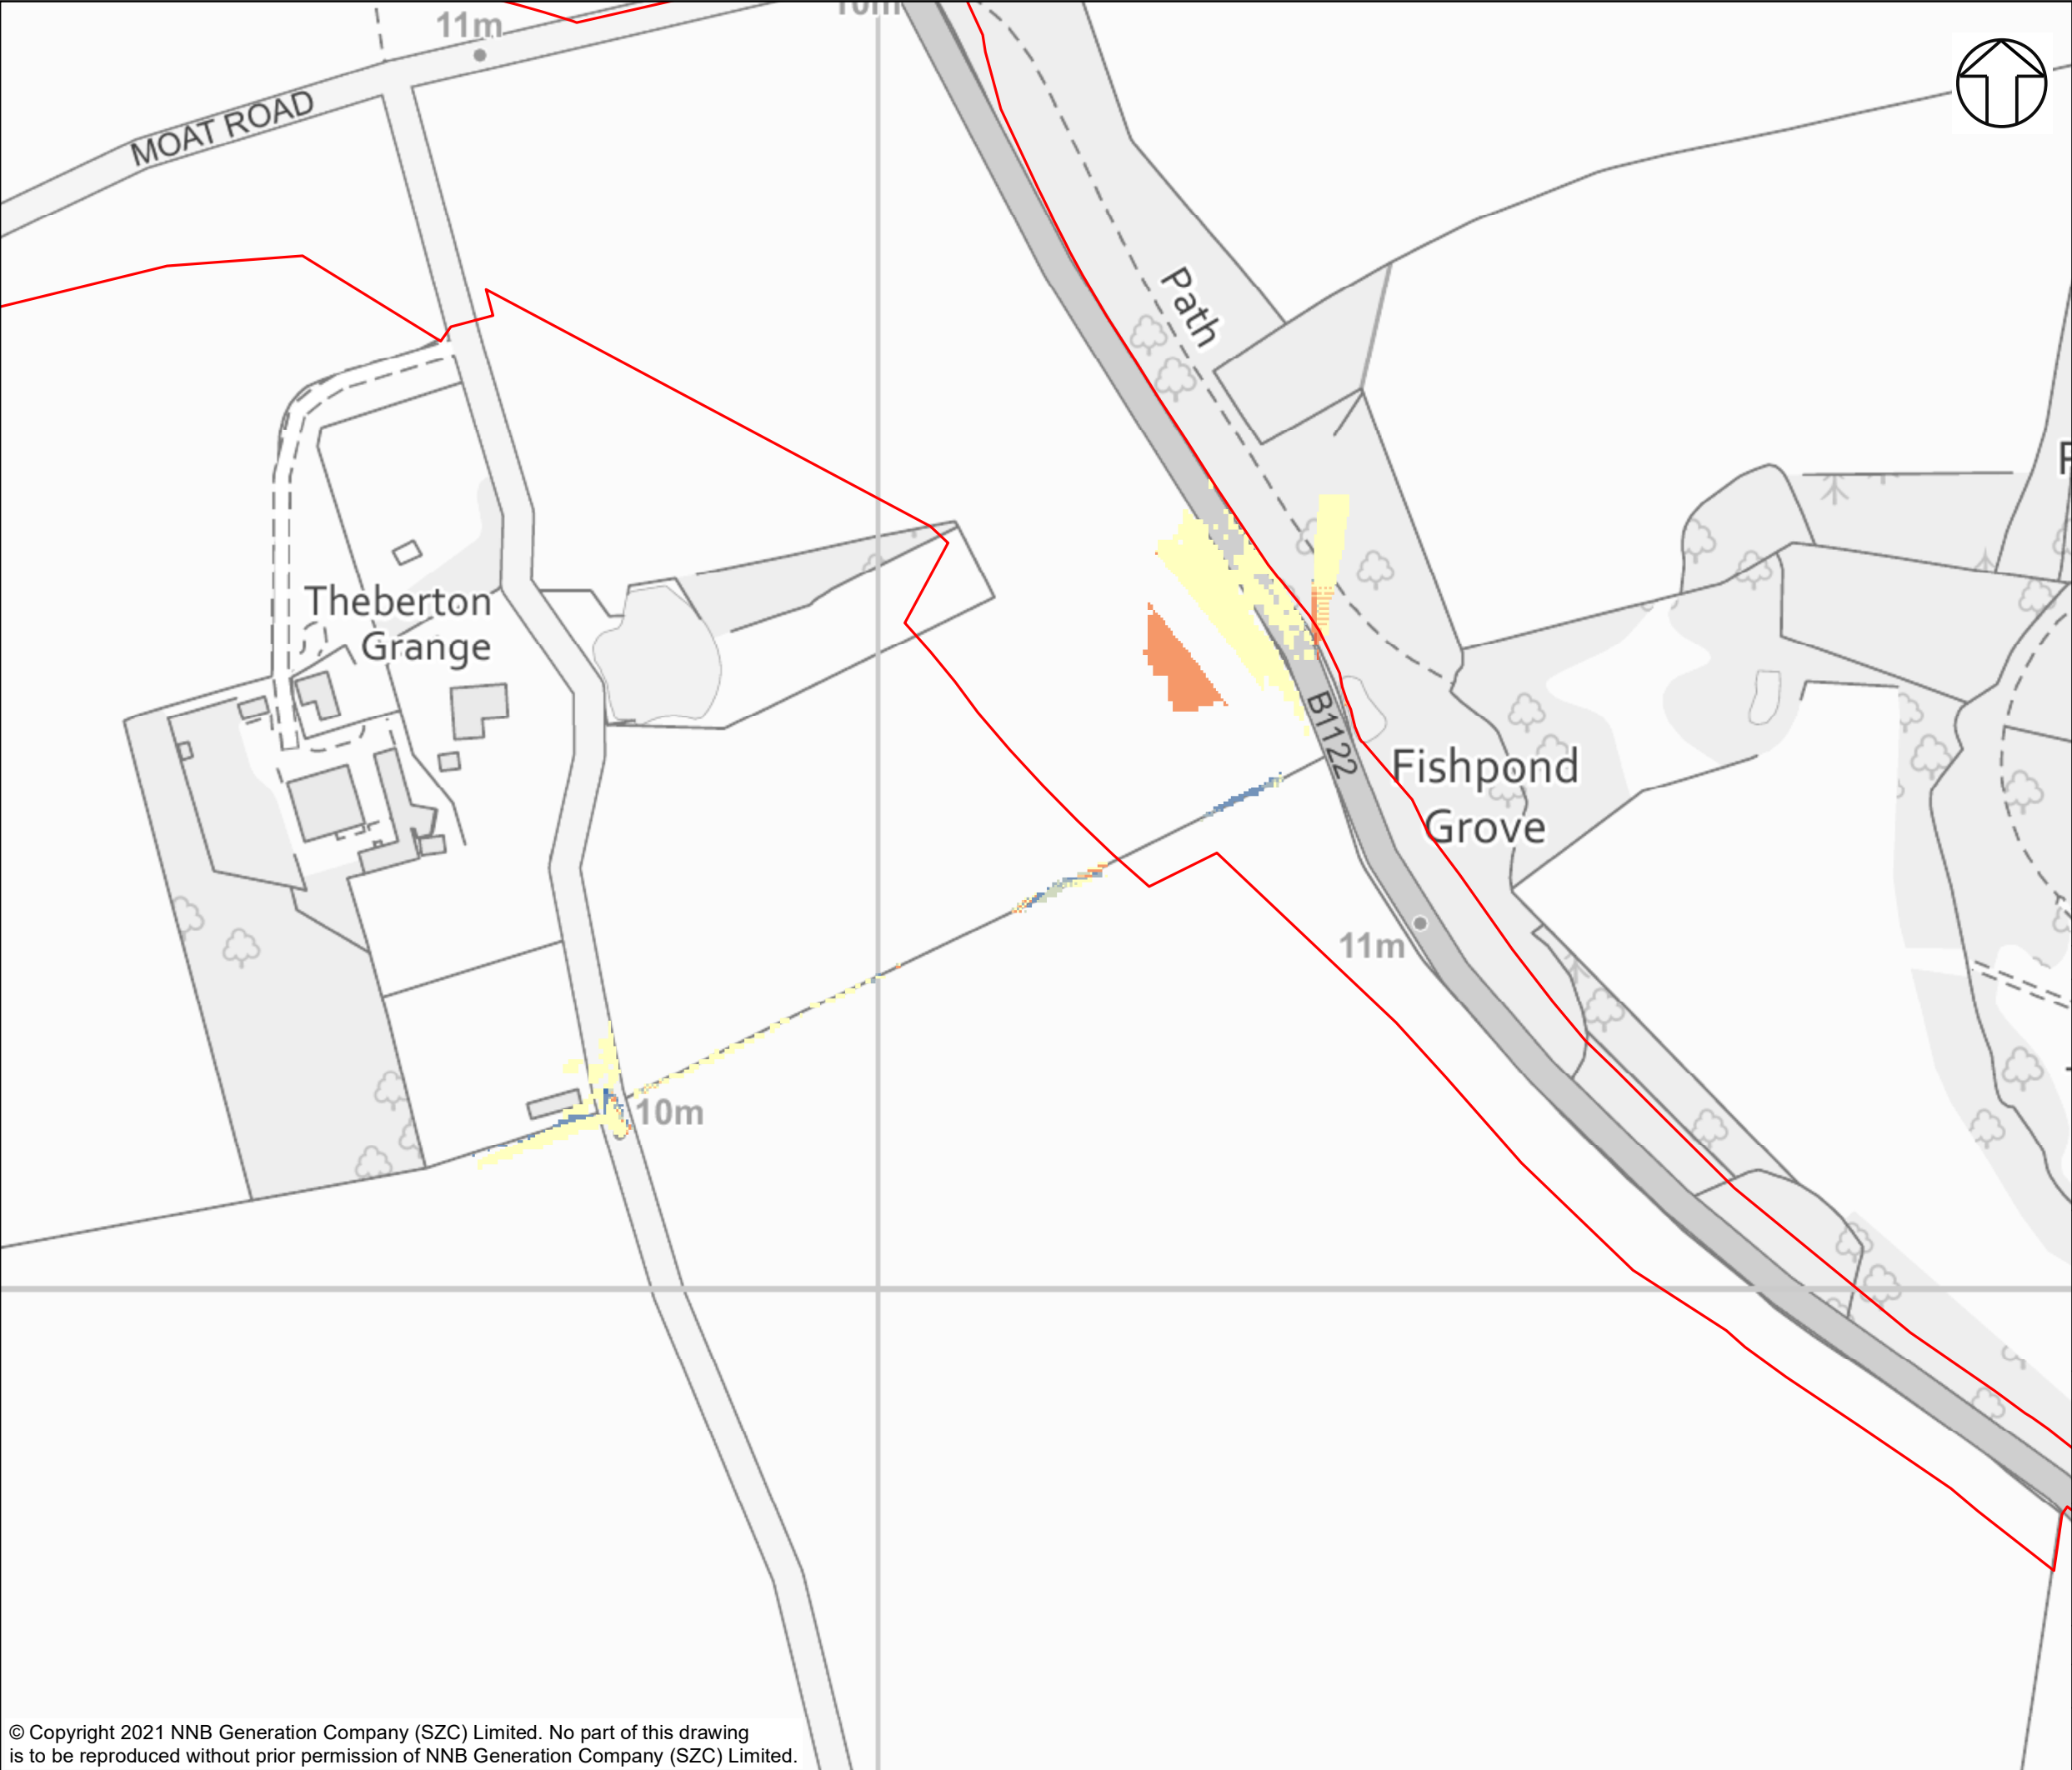 11m
10m
MOAT ROAD
Path
Theberton
Grange
B1122
Fishpond
Grove
11m
10m
© Copyright 2021 NNB Generation Company (SZC) Limited. No part of this drawing
is to be reproduced without prior permission of NNB Generation Company (SZC) Limited.